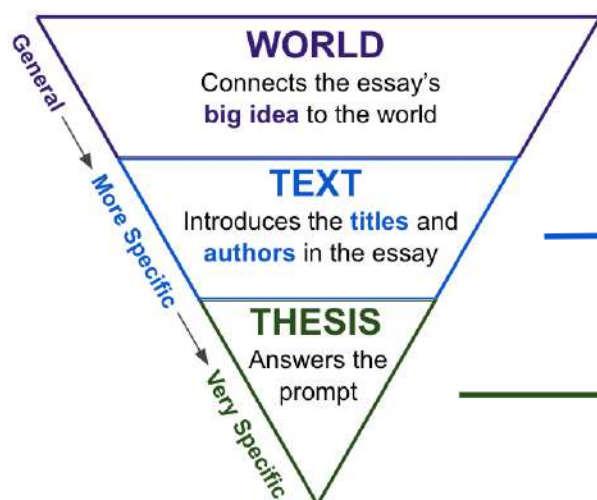 WORLD
Connects the essay's
big idea to the world
TEXT
Introduces the titles and
authors in the essay
THESIS
Answers the
prompt
General
More Specific
Very Specific